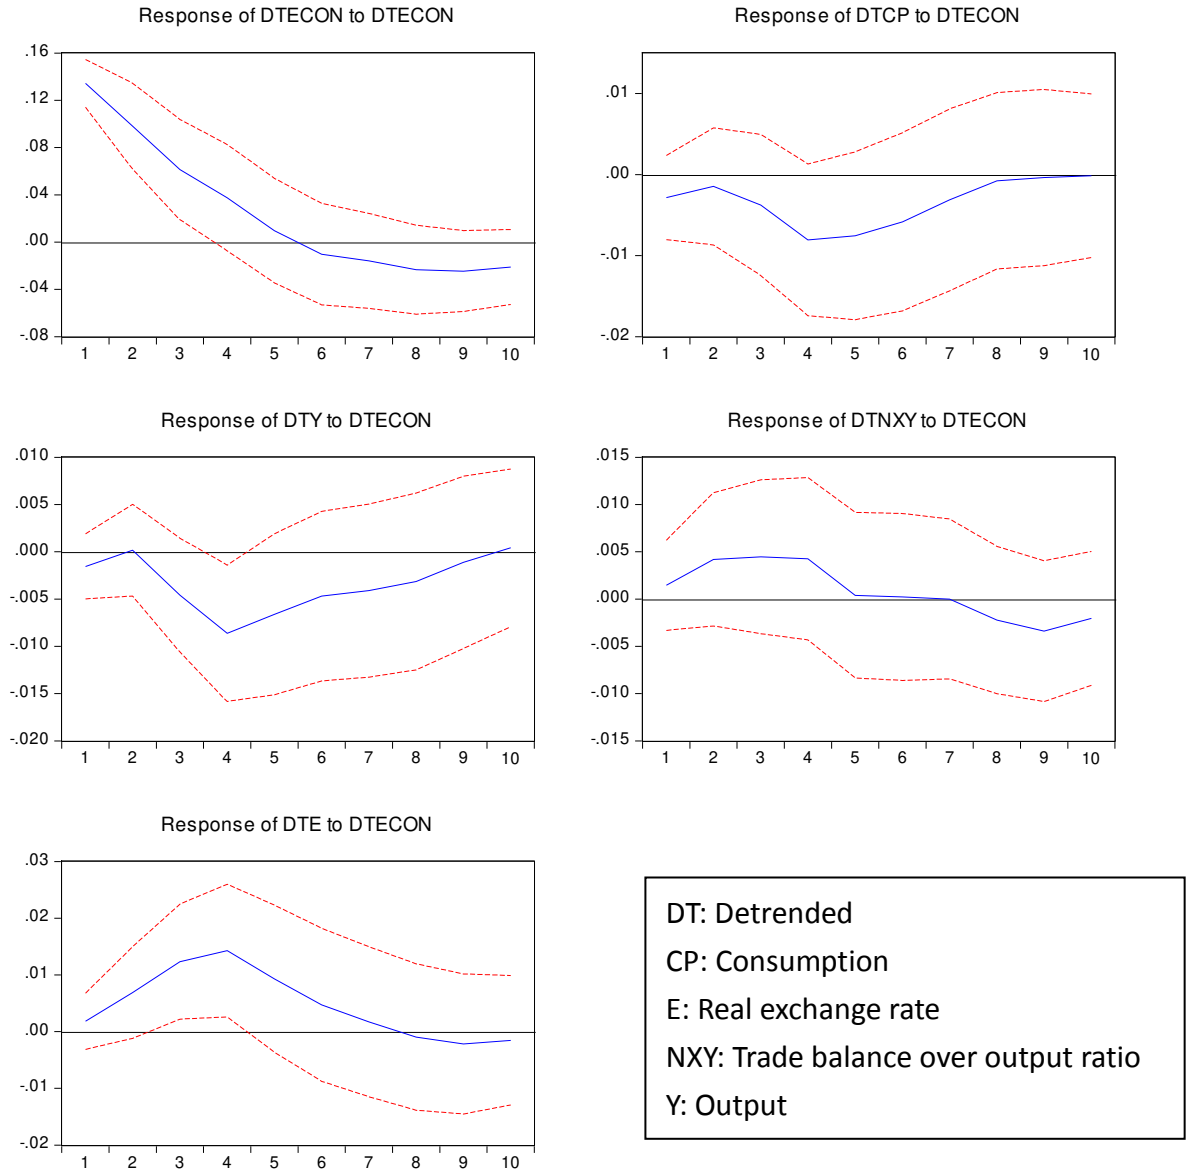 Response of DTECON to DTECON
.16
.12
.08
.04
.00
-.04
-.08
1 2 3 4 5 6 7 8 9 10
Response of DTCP to DTECON
.01
.00
-.01
-.02
1 2 3 4 5 6 7 8 9 10
Response of DTY to DTECON
.010
.005
.000
-.005
-.010
-.015
-.020
1 2 3 4 5 6 7 8 9 10
Response of DTNXY to DTECON
.015
.010
.005
.000
-.005
-.010
-.015
1 2 3 4 5 6 7 8 9 10
Response of DTE to DTECON
.03
.02
.01
.00
-.01
-.02
1 2 3 4 5 6 7 8 9 10
DT: Detrended
CP: Consumption
E: Real exchange rate
NXY: Trade balance over output ratio
Y: Output